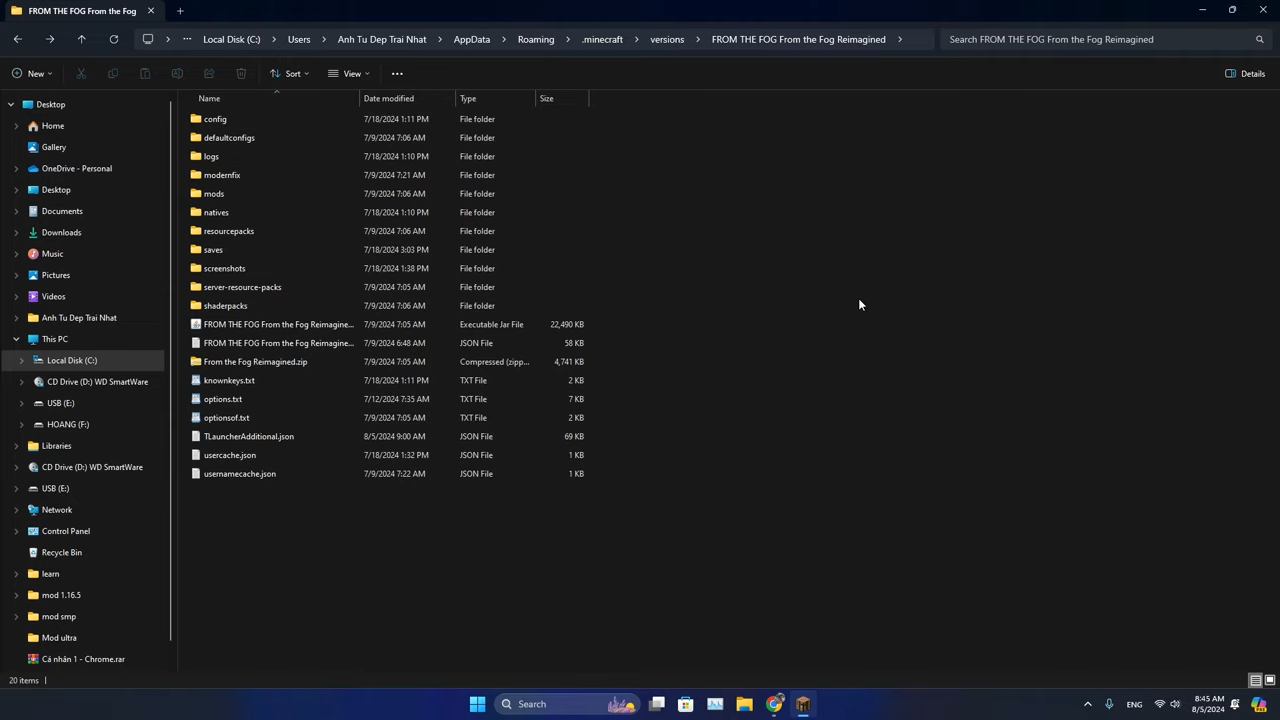 FROM THE FOG From the Fog
Local Disk (C:) Users Anh Tu Dep Trai Nhat AppData Roaming .minecraft versions FROM THE FOG From the Fog Reimagined Search FROM THE FOG From the Fog Reimagined
New Sort View Details
Name Date modified Type Size
Desktop
Home
Gallery
OneDrive - Personal
Desktop
Documents
Downloads
Music
Pictures
Videos
Anh Tu Dep Trai Nhat
This PC
Local Disk (C:)
CD Drive (D:) WD SmartWare
USB (E:)
HOANG (F:)
Libraries
CD Drive (D:) WD SmartWare
USB (E:)
Network
Control Panel
Recycle Bin
learn
mod 1.16.5
mod smp
Mod ultra
Cá nhân 1 - Chrome.rar
config 7/18/2024 1:11 PM File folder
defaultconfigs 7/9/2024 7:06 AM File folder
logs 7/18/2024 1:10 PM File folder
modernfix 7/9/2024 7:21 AM File folder
mods 7/9/2024 7:06 AM File folder
natives 7/18/2024 1:10 PM File folder
resourcepacks 7/9/2024 7:06 AM File folder
saves 7/18/2024 3:03 PM File folder
screenshots 7/18/2024 1:38 PM File folder
server-resource-packs 7/9/2024 7:05 AM File folder
shaderpacks 7/9/2024 7:06 AM File folder
FROM THE FOG From the Fog Reimagine... 7/9/2024 7:05 AM Executable Jar File 22,490 KB
FROM THE FOG From the Fog Reimagine... 7/9/2024 6:48 AM JSON File 58 KB
From the Fog Reimagined.zip 7/9/2024 7:05 AM Compressed (zipp... 4,741 KB
knownkeys.txt 7/18/2024 1:11 PM TXT File 2 KB
options.txt 7/12/2024 7:35 AM TXT File 7 KB
optionsof.txt 7/9/2024 7:05 AM TXT File 2 KB
TLauncherAdditional.json 8/5/2024 9:00 AM JSON File 69 KB
usercache.json 7/18/2024 1:32 PM JSON File 1 KB
usernamecache.json 7/9/2024 7:22 AM JSON File 1 KB
20 items
Search
ENG
8:45 AM
8/5/2024